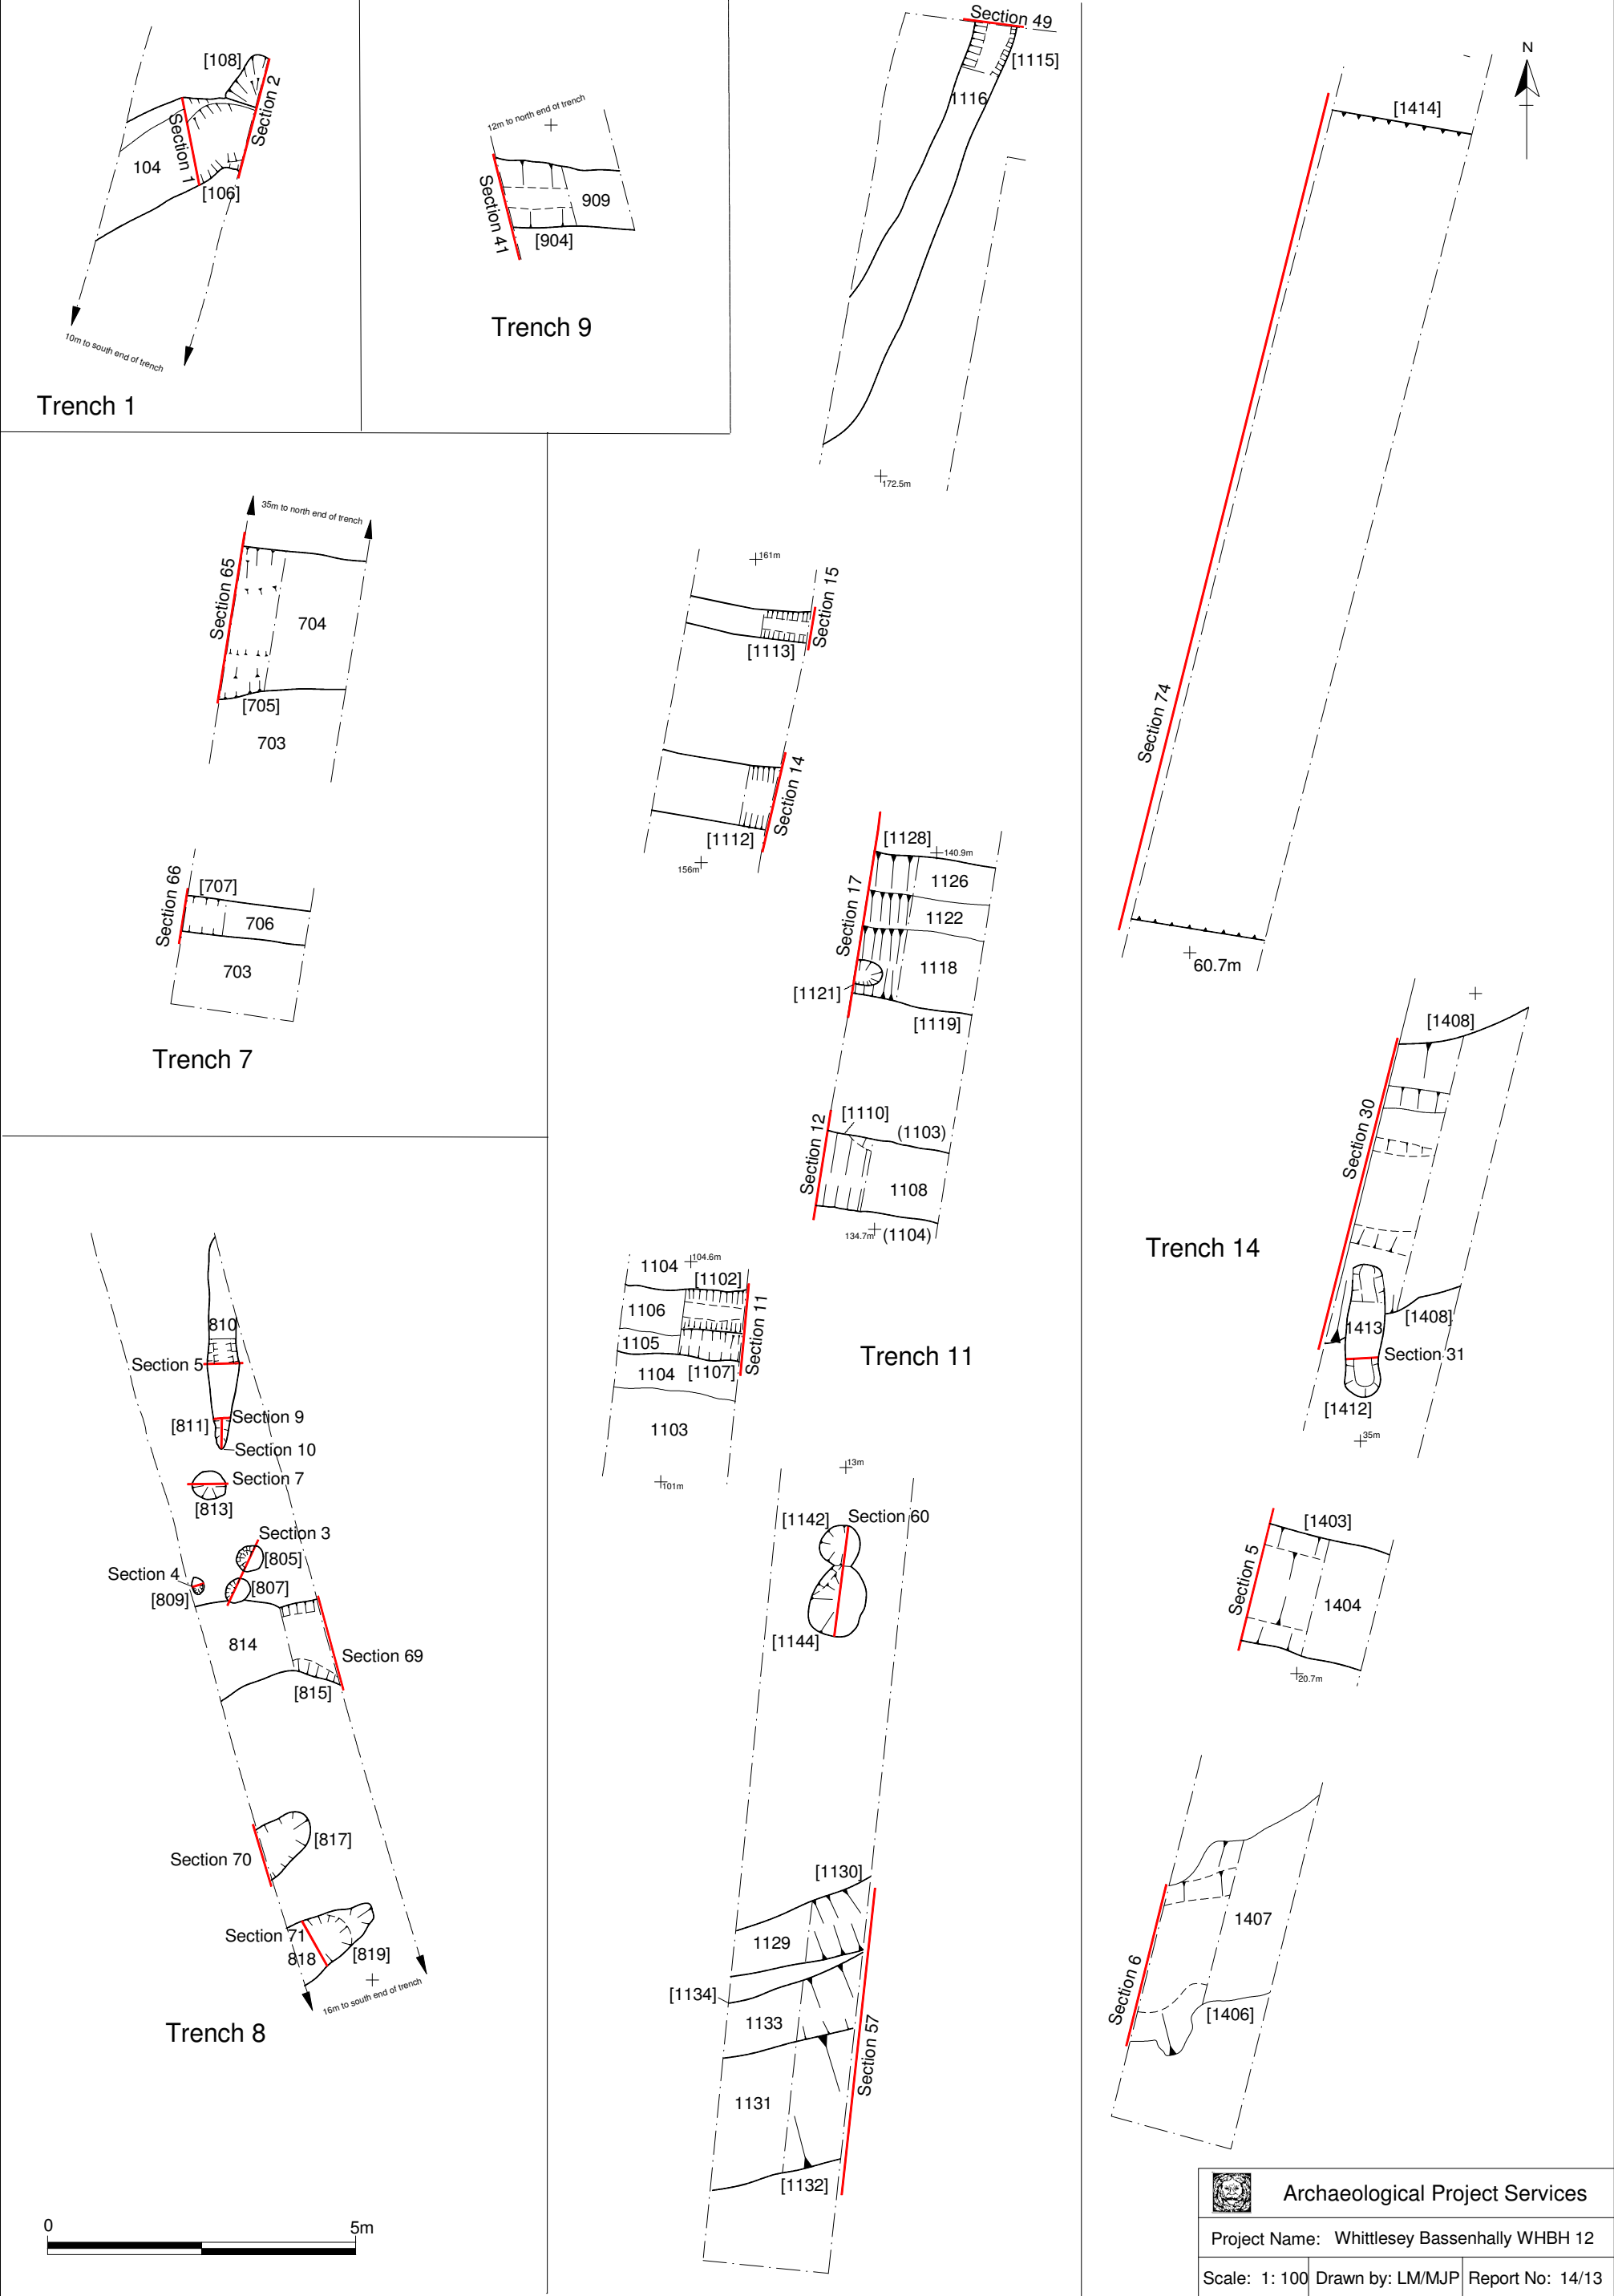 [108]
Section 2
Section 1
104
[106]
10m to south end of trench
Trench 1
12m to north end of trench
Section 41
909
[904]
Trench 9
35m to north end of trench
Section 65
704
[705]
703
Section 66
[707]
706
703
Trench 7
810
Section 5
[811]
Section 9
Section 10
Section 7
[813]
Section 3
[805]
Section 4
[809]
[807]
814
Section 69
[815]
[817]
Section 70
Section 71
818
[819]
16m to south end of trench
Trench 8
0
5m
Section 49
[1115]
1116
172.5m
161m
Section 15
[1113]
Section 14
[1112]
156m
[1128]
140.9m
1126
Section 17
1122
1118
[1121]
[1119]
[1110]
(1103)
Section 12
1108
134.7m
(1104)
1104
104.6m
[1102]
1106
1105
Section 11
1104
[1107]
1103
101m
Trench 11
13m
[1142]
Section 60
[1144]
[1130]
1129
[1134]
1133
Section 57
1131
[1132]
N
[1414]
Section 74
60.7m
[1408]
Section 30
Trench 14
[1408]
1413
Section 31
[1412]
35m
[1403]
Section 5
1404
20.7m
1407
Section 6
[1406]
Archaeological Project Services
Project Name: Whittlesey Bassenhally WHBH 12
Scale: 1: 100 Drawn by: LM/MJP Report No: 14/13